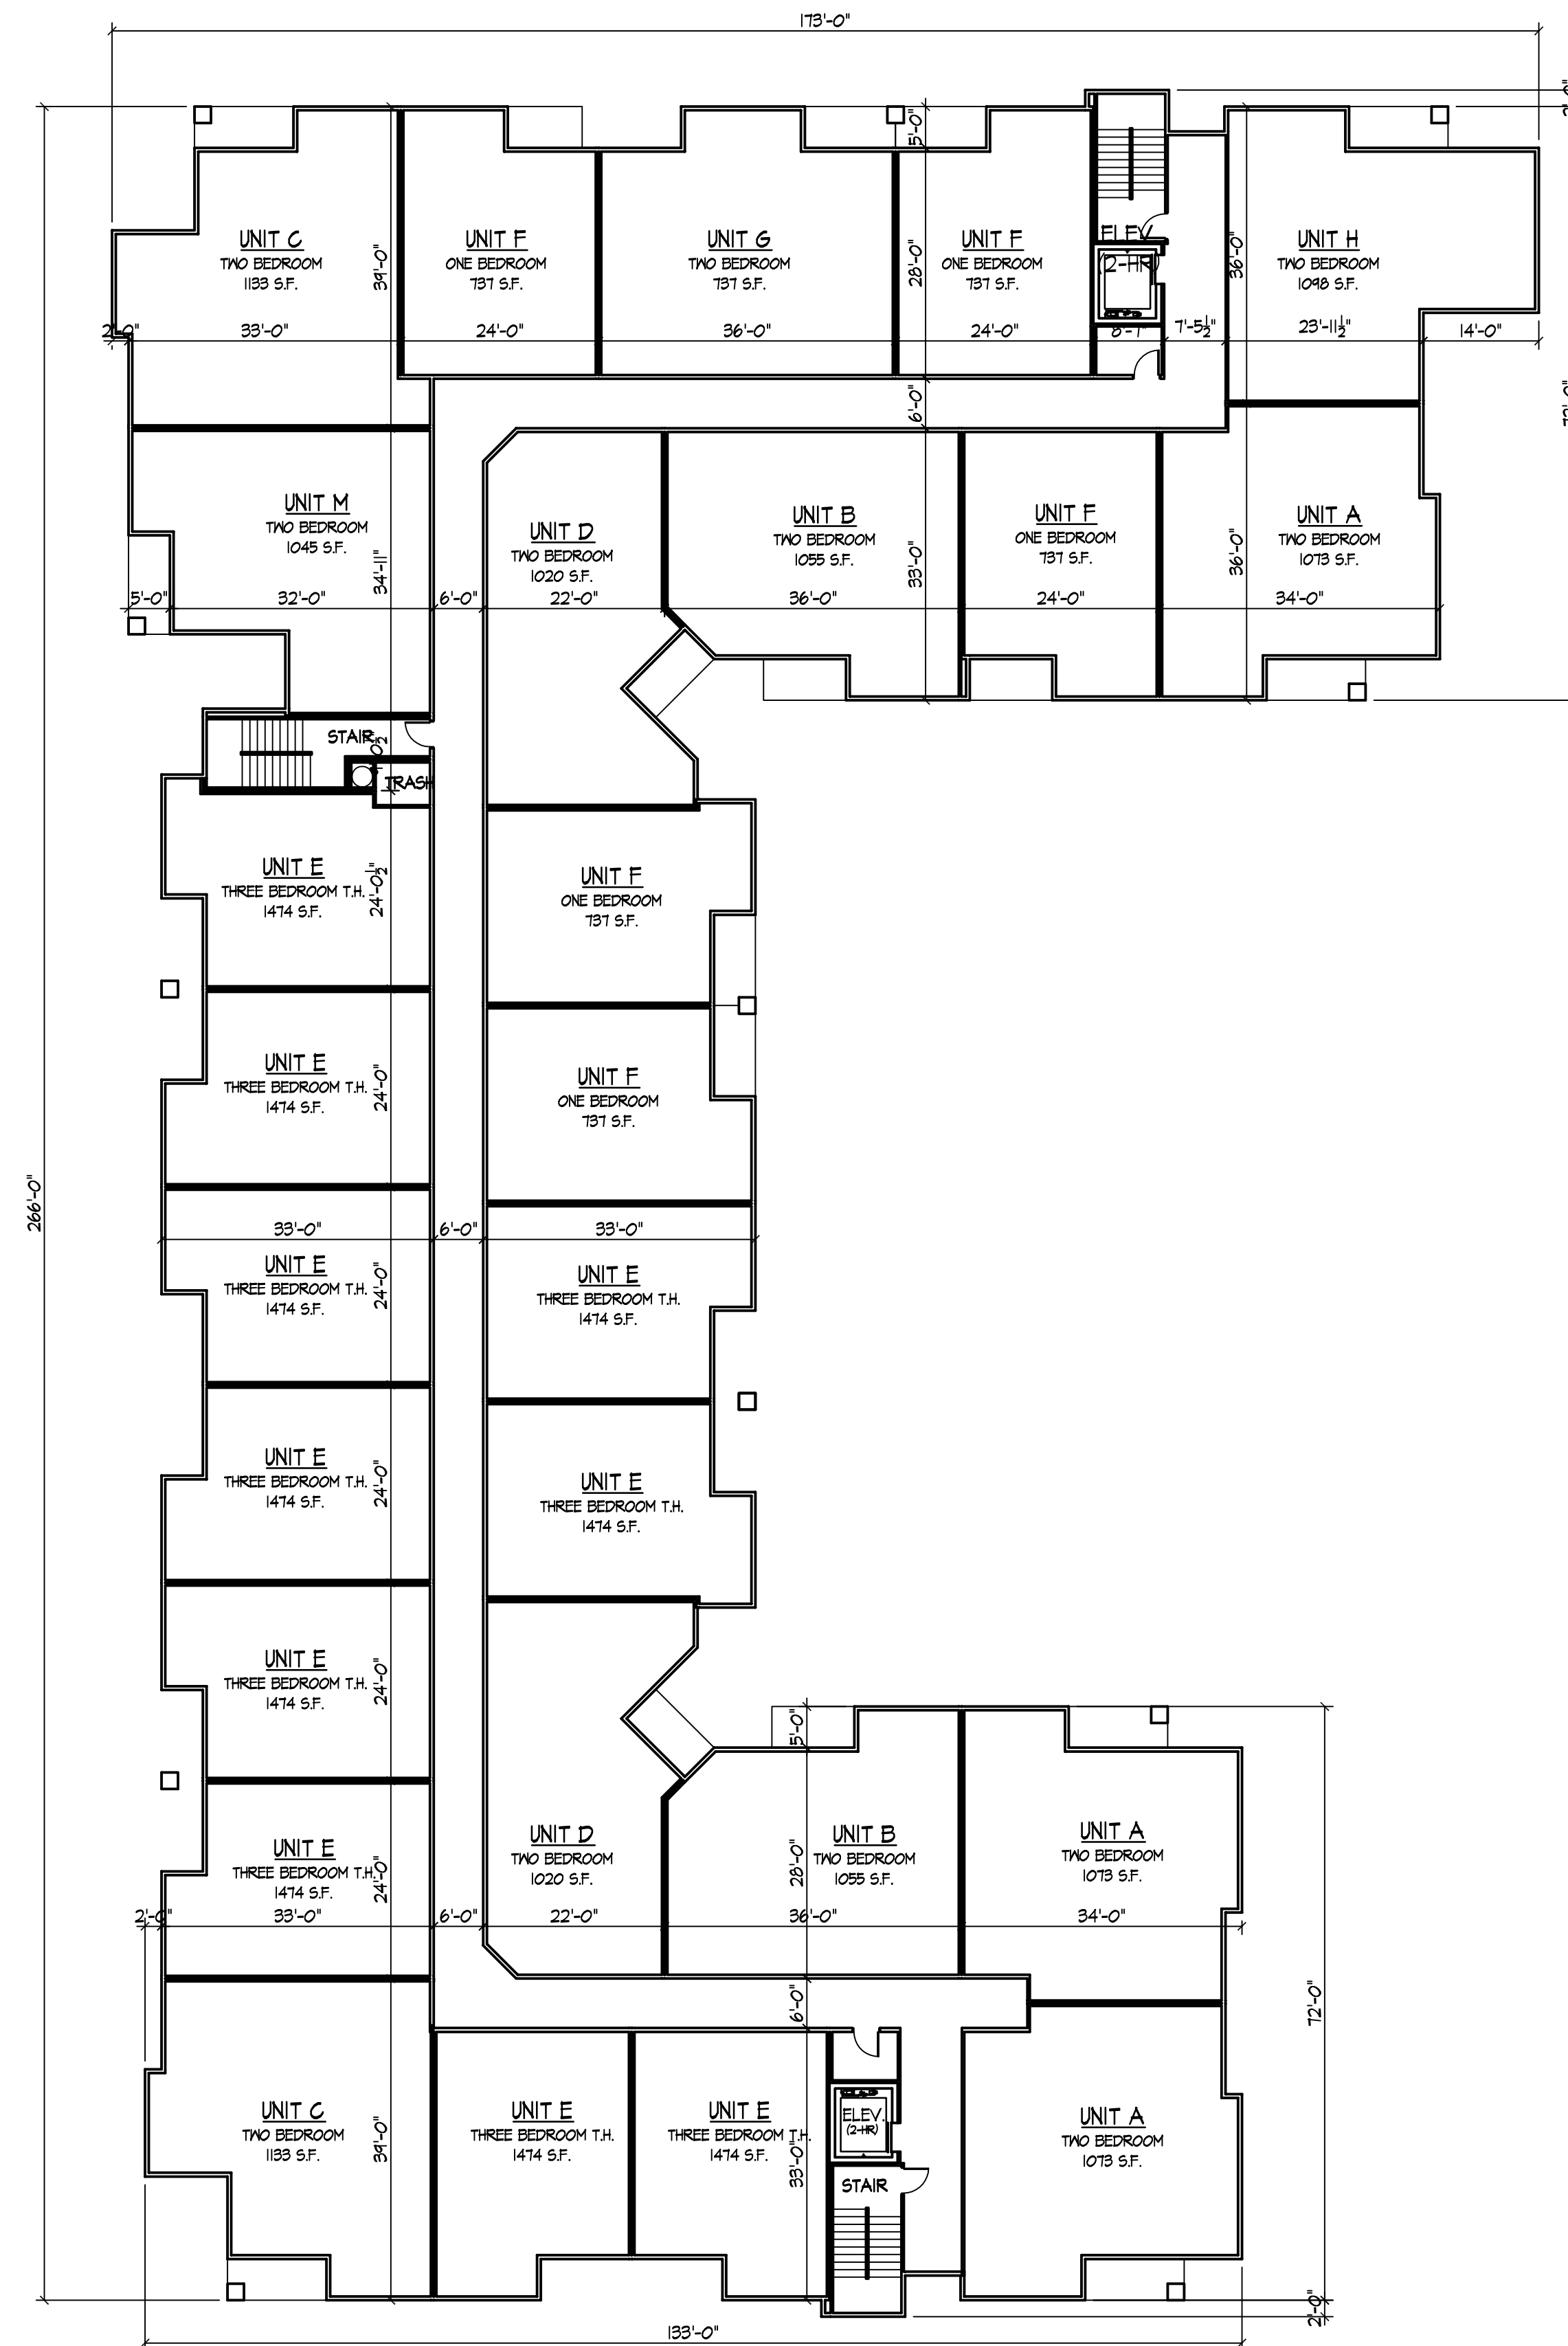 173'-0"
5'-0"
UNIT C
TWO BEDROOM
1133 S.F.
39'-0"
UNIT F
ONE BEDROOM
737 S.F.
UNIT G
TWO BEDROOM
737 S.F.
28'-0"
UNIT F
ONE BEDROOM
737 S.F.
ELEV.
(2-HR)
36'-0"
UNIT H
TWO BEDROOM
1098 S.F.
2'-0"
33'-0"
24'-0"
36'-0"
24'-0"
8'-7"
7'-5½"
23'-11½"
14'-0"
6'-0"
72'-0"
UNIT M
TWO BEDROOM
1045 S.F.
34'-11"
UNIT D
TWO BEDROOM
1020 S.F.
UNIT B
TWO BEDROOM
1055 S.F.
33'-0"
UNIT F
ONE BEDROOM
737 S.F.
36'-0"
UNIT A
TWO BEDROOM
1073 S.F.
5'-0"
32'-0"
6'-0"
22'-0"
36'-0"
24'-0"
34'-0"
STAIR
TRASH
UNIT E
THREE BEDROOM T.H.
1474 S.F.
24'-0½"
UNIT F
ONE BEDROOM
737 S.F.
UNIT E
THREE BEDROOM T.H.
1474 S.F.
24'-0"
UNIT F
ONE BEDROOM
737 S.F.
266'-0"
33'-0"
6'-0"
33'-0"
UNIT E
THREE BEDROOM T.H.
1474 S.F.
24'-0"
UNIT E
THREE BEDROOM T.H.
1474 S.F.
UNIT E
THREE BEDROOM T.H.
1474 S.F.
24'-0"
UNIT E
THREE BEDROOM T.H.
1474 S.F.
UNIT E
THREE BEDROOM T.H.
1474 S.F.
24'-0"
5'-0"
UNIT E
THREE BEDROOM T.H.
1474 S.F.
24'-0"
UNIT D
TWO BEDROOM
1020 S.F.
28'-0"
UNIT B
TWO BEDROOM
1055 S.F.
UNIT A
TWO BEDROOM
1073 S.F.
2'-0"
33'-0"
6'-0"
22'-0"
36'-0"
34'-0"
6'-0"
72'-0"
UNIT C
TWO BEDROOM
1133 S.F.
39'-0"
UNIT E
THREE BEDROOM T.H.
1474 S.F.
UNIT E
THREE BEDROOM T.H.
1474 S.F.
33'-0"
ELEV.
(2-HR)
STAIR
UNIT A
TWO BEDROOM
1073 S.F.
2'-0"
133'-0"